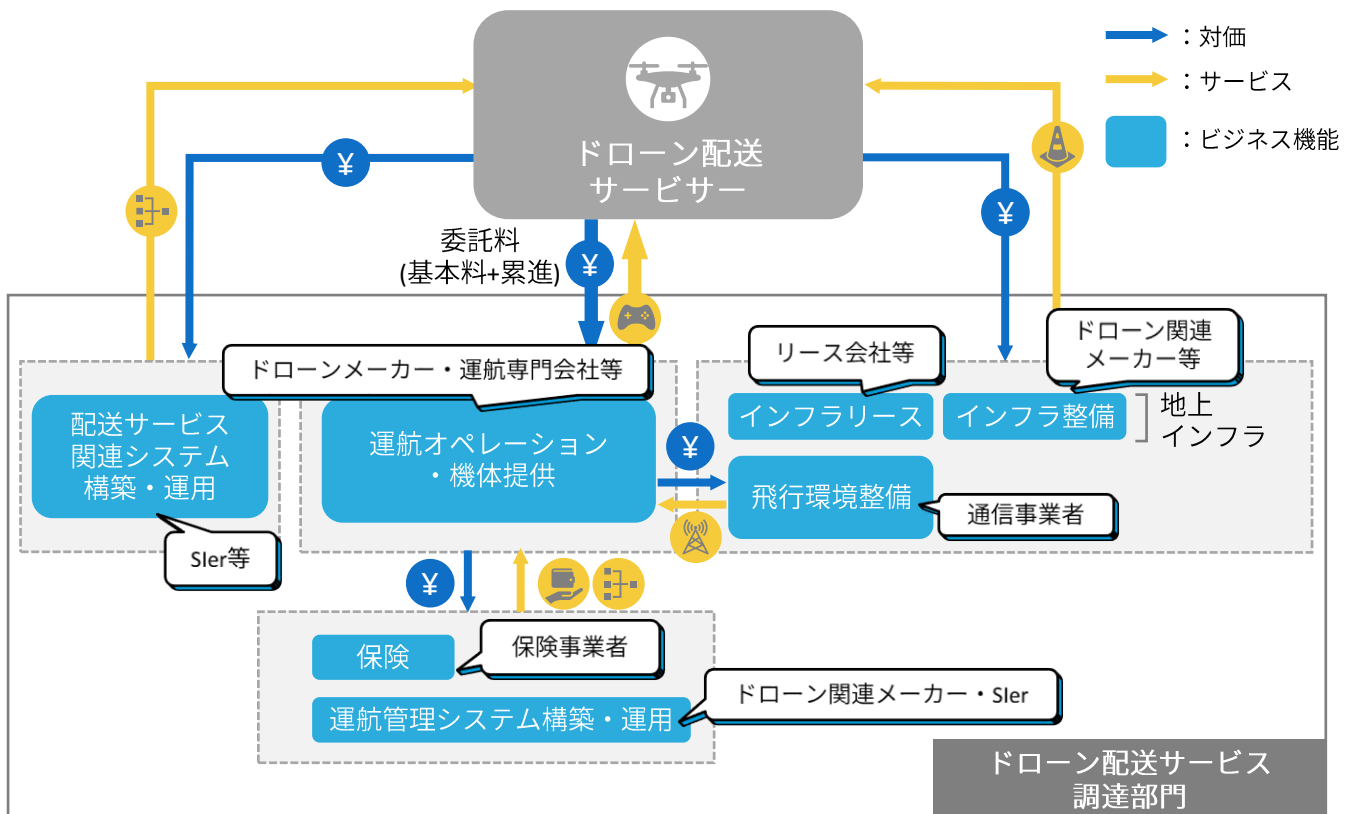 ：対価
：サービス
：ビジネス機能
ドローン配送
サービサー
¥
¥
¥
委託料
(基本料+累進)
ドローンメーカー・運航専門会社等
リース会社等
ドローン関連
メーカー等
配送サービス
関連システム
構築・運用
SIer等
運航オペレーション
・機体提供
¥
インフラリース
インフラ整備
地上
インフラ
飛行環境整備
通信事業者
¥
保険
保険事業者
運航管理システム構築・運用
ドローン関連メーカー・SIer
ドローン配送サービス
調達部門